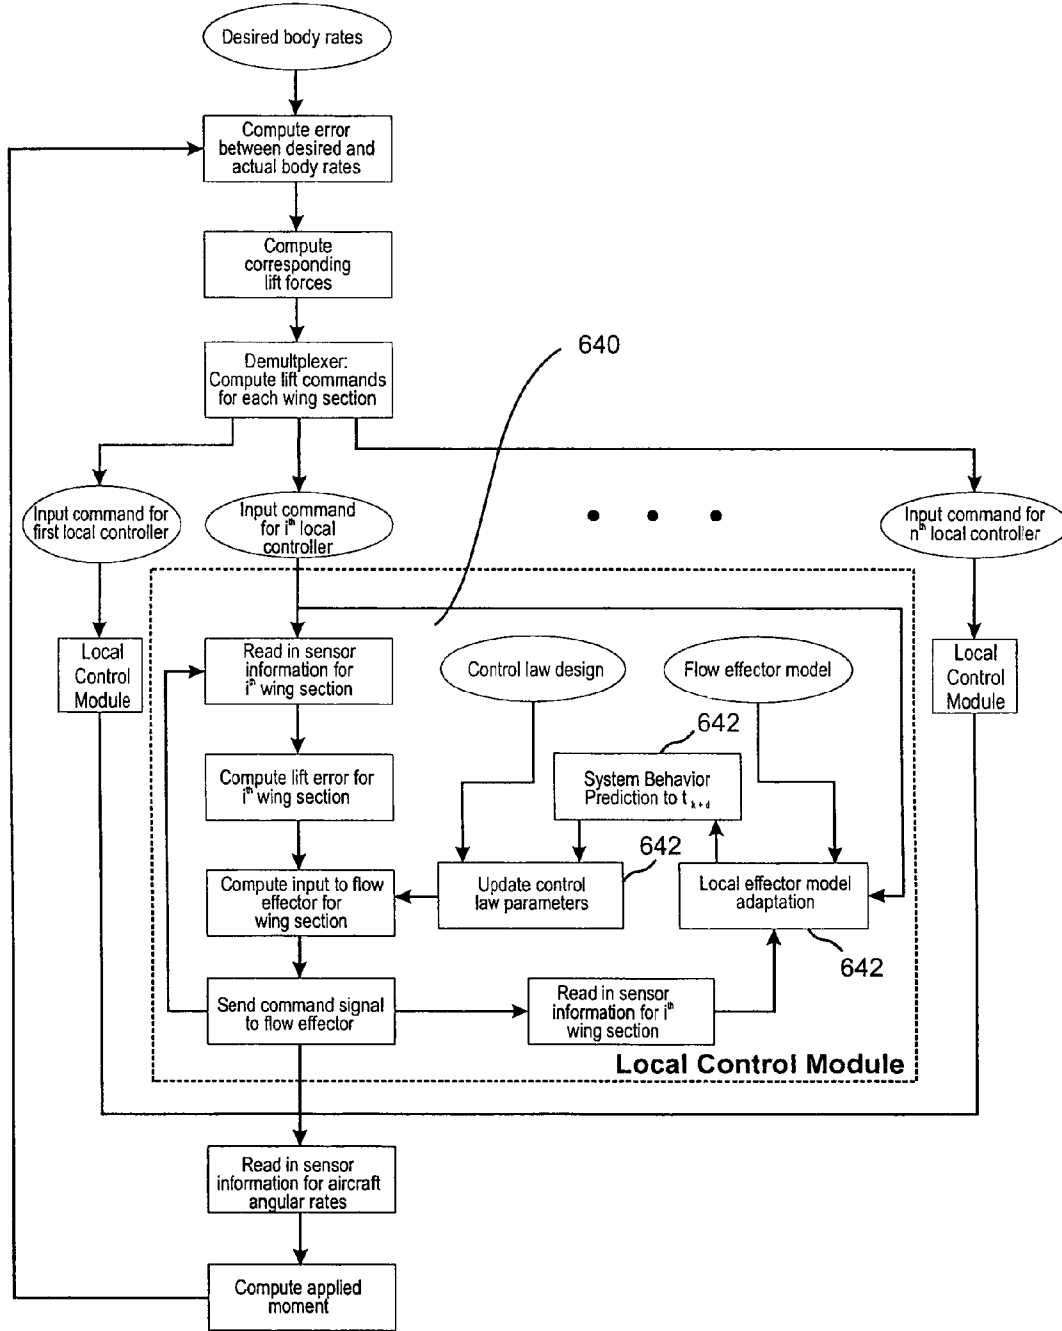 Desired body rates
Compute error
between desired and
actual body rates
Compute
corresponding
lift forces
Demultplexer:
Compute lift commands
for each wing section
640
Input command for
first local controller
Input command
for ith local
controller
Input command for
nth local controller
Local
Control
Module
Read in sensor
information for
ith wing section
Control law design
Flow effector model
Local
Control
Module
642
Compute lift error for
ith wing section
System Behavior
Prediction to tk+d
642
Compute input to flow
effector for
wing section
Update control
law parameters
Local effector model
adaptation
642
Send command signal
to flow effector
Read in sensor
information for ith
wing section
Local Control Module
Read in sensor
information for aircraft
angular rates
Compute applied
moment